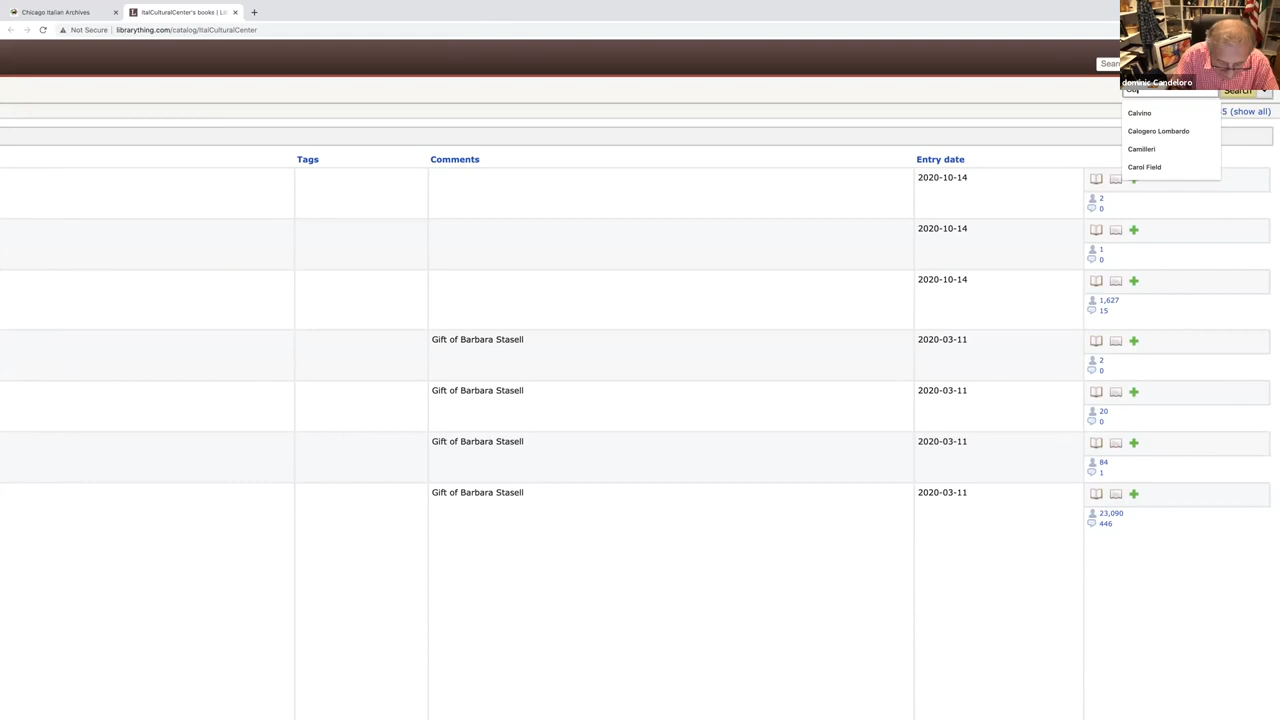 Chicago Italian Archives
ItalCulturalCenter's books | Li
Not Secure | librarything.com/catalog/ItalCulturalCenter
Sear
dominic Candeloro
Search
Calvino
5 (show all)
Calogero Lombardo
Camilleri
Carol Field
Tags Comments Entry date
2020-10-14
2
0
2020-10-14
1
0
2020-10-14
1,627
15
Gift of Barbara Stasell 2020-03-11
2
0
Gift of Barbara Stasell 2020-03-11
20
0
Gift of Barbara Stasell 2020-03-11
84
1
Gift of Barbara Stasell 2020-03-11
23,090
446